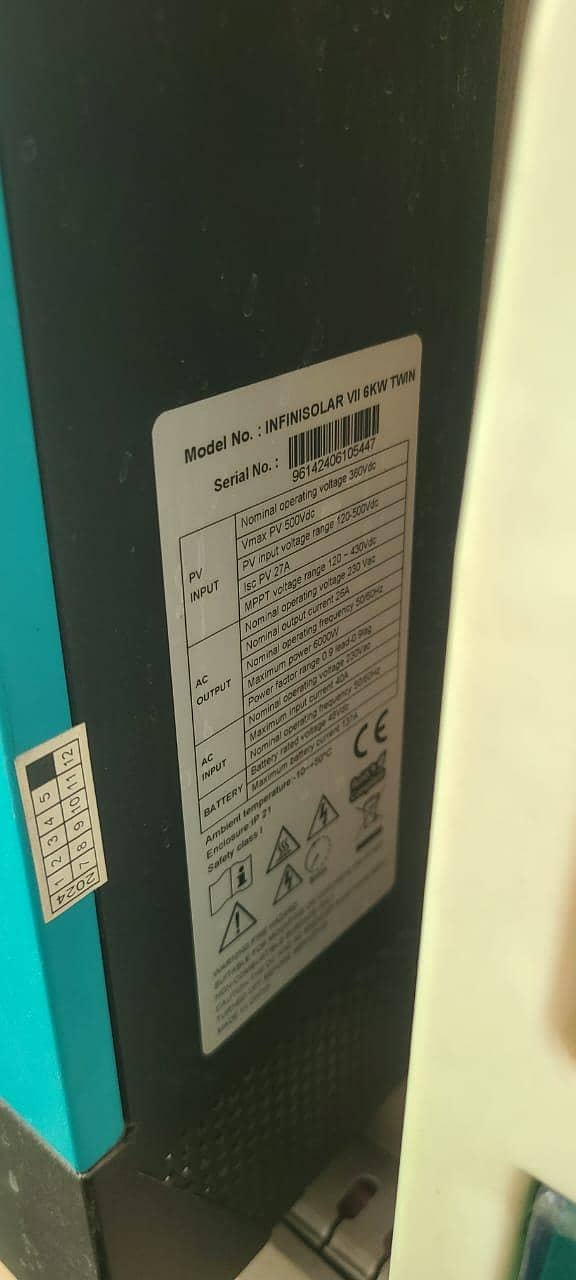 Model No. : INFINISOLAR VII 6KW TWIN
Serial No. :
96142406105447
PV INPUT
Nominal operating voltage 360Vdc
Vmax PV 500Vdc
PV input voltage range 120-500Vdc
Isc PV 27A
MPPT voltage range 120 ~ 430Vdc
AC OUTPUT
Nominal operating voltage 230 Vac
Nominal output current 26A
Nominal operating frequency 50/60Hz
Maximum power 6000W
Power factor range 0.9 lead-0.9lag
AC INPUT
Nominal operating voltage 230Vac
Maximum input current 40A
Nominal operating frequency 50/60Hz
BATTERY
Battery rated voltage 48Vdc
Maximum battery current 137A
Ambient temperature -10~+50°C
Enclosure IP 21
Safety class I
CE
WARNING FIRE HAZARD
2024
1 2 3 4 5
7 8 9 10 11 12